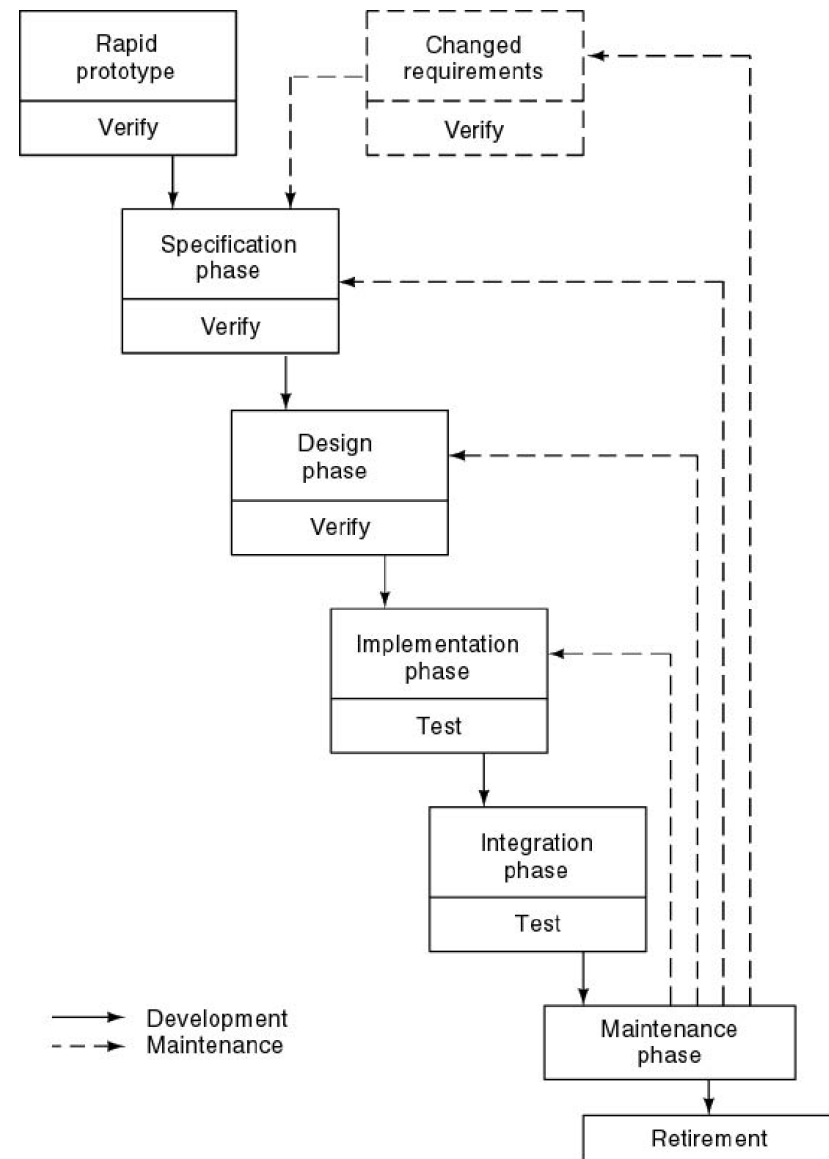 Rapid
prototype
Verify
Changed
requirements
Verify
Specification
phase
Verify
Design
phase
Verify
Implementation
phase
Test
Integration
phase
Test
Development
Maintenance
Maintenance
phase
Retirement